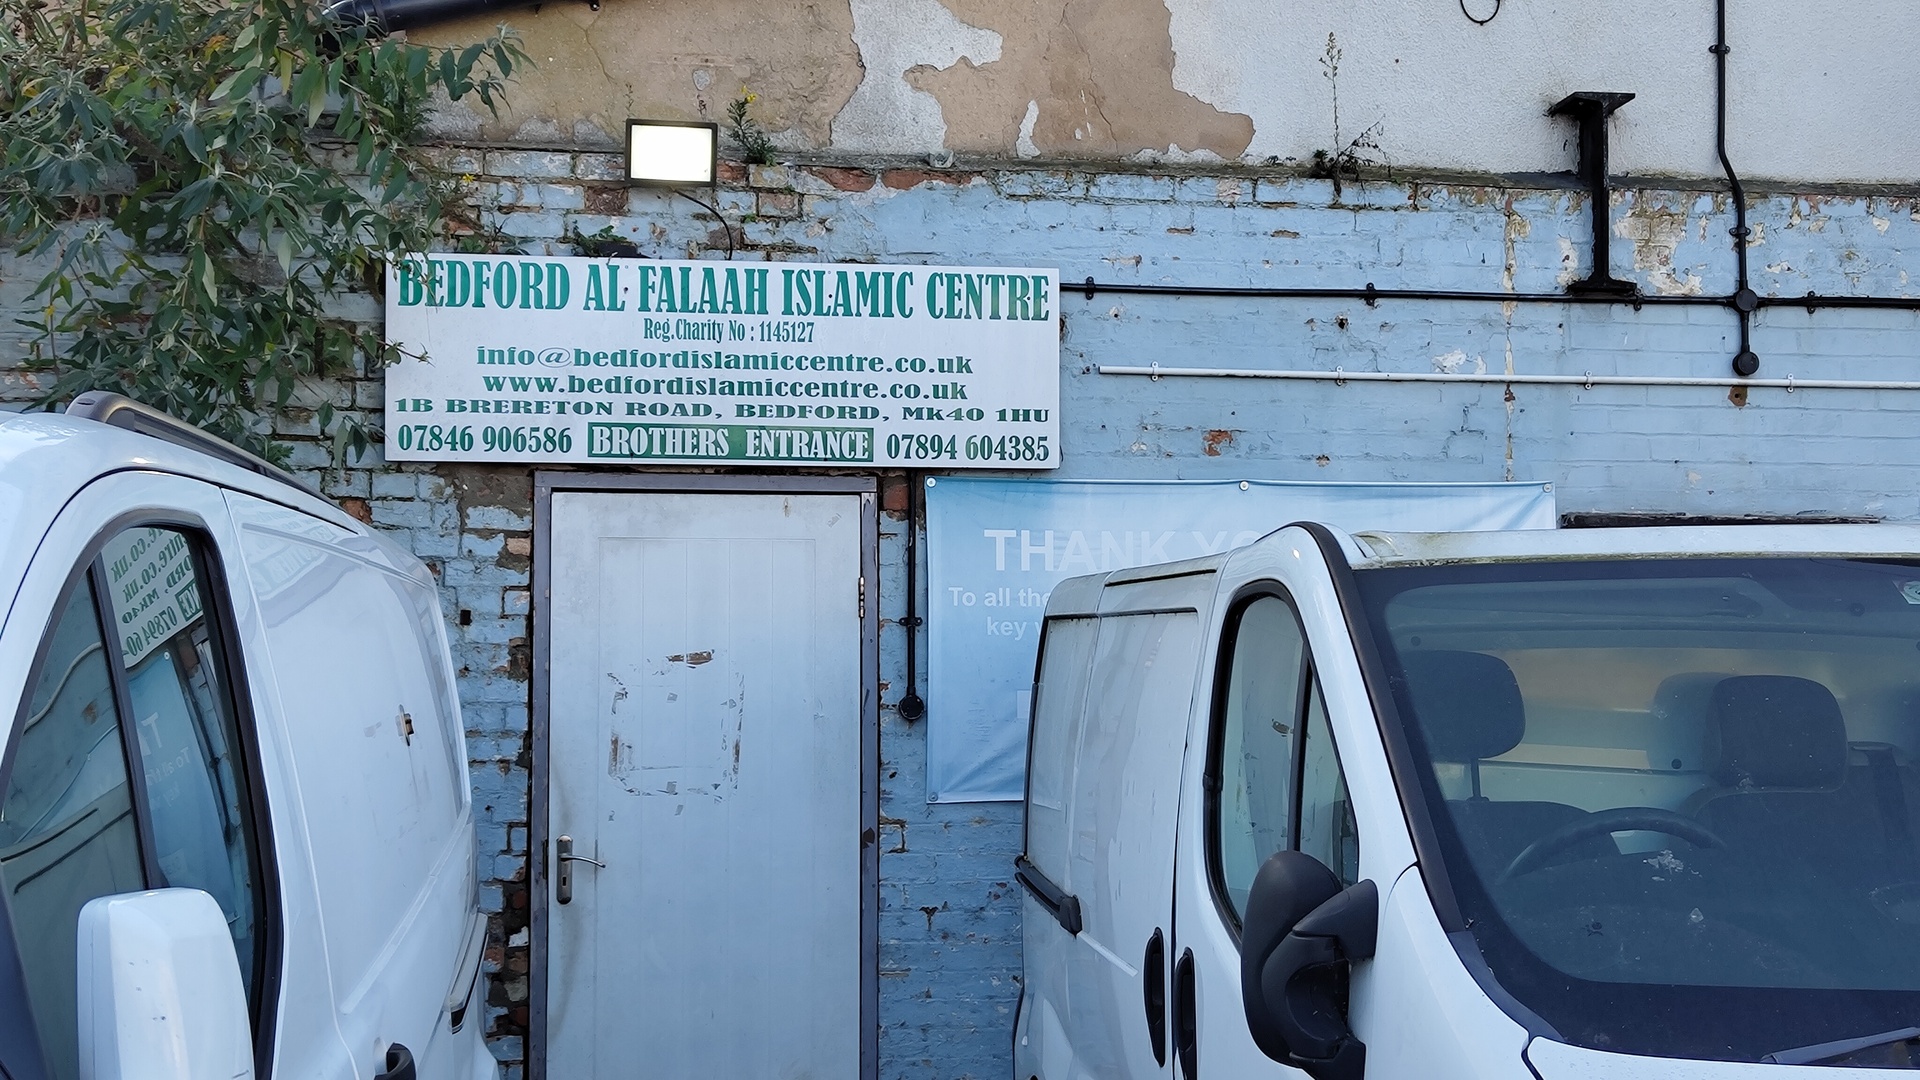 BEDFORD AL FALAAH ISLAMIC CENTRE
Reg.Charity No : 1145127
info@bedfordislamiccentre.co.uk
www.bedfordislamiccentre.co.uk
1B BRERETON ROAD, BEDFORD, MK40 1HU
07846 906586 BROTHERS ENTRANCE 07894 604385
THANK
To all the
key